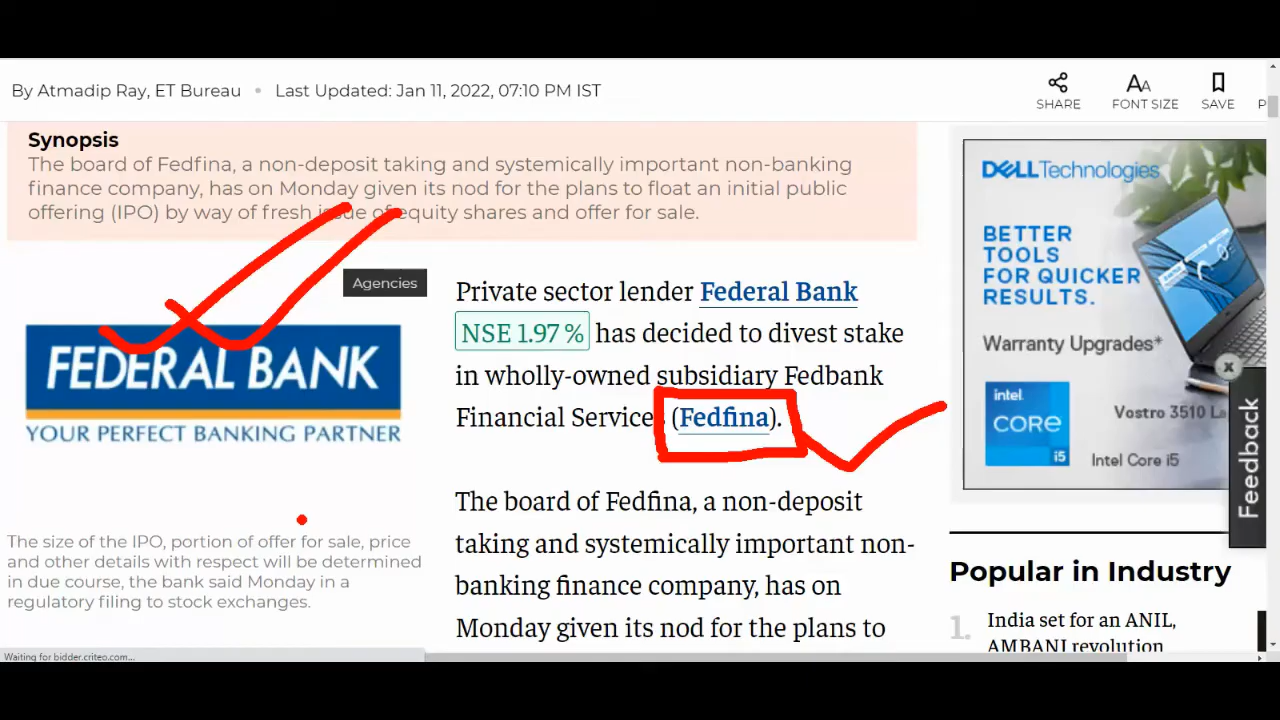 By Atmadip Ray, ET Bureau • Last Updated: Jan 11, 2022, 07:10 PM IST
SHARE
FONT SIZE
SAVE
Synopsis
The board of Fedfina, a non-deposit taking and systemically important non-banking
finance company, has on Monday given its nod for the plans to float an initial public
offering (IPO) by way of fresh issue of equity shares and offer for sale.
Agencies
FEDERAL BANK
YOUR PERFECT BANKING PARTNER
The size of the IPO, portion of offer for sale, price
and other details with respect will be determined
in due course, the bank said Monday in a
regulatory filing to stock exchanges.
Private sector lender Federal Bank
NSE 1.97 % has decided to divest stake
in wholly-owned subsidiary Fedbank
Financial Service (Fedfina).
The board of Fedfina, a non-deposit
taking and systemically important non-
banking finance company, has on
Monday given its nod for the plans to
DELL Technologies
BETTER
TOOLS
FOR QUICKER
RESULTS.
Warranty Upgrades*
intel
CORE
i5
Vostro 3510 La
Intel Core i5
Feedback
Popular in Industry
1. India set for an ANIL,
AMBANI revolution
Waiting for bidder.criteo.com...